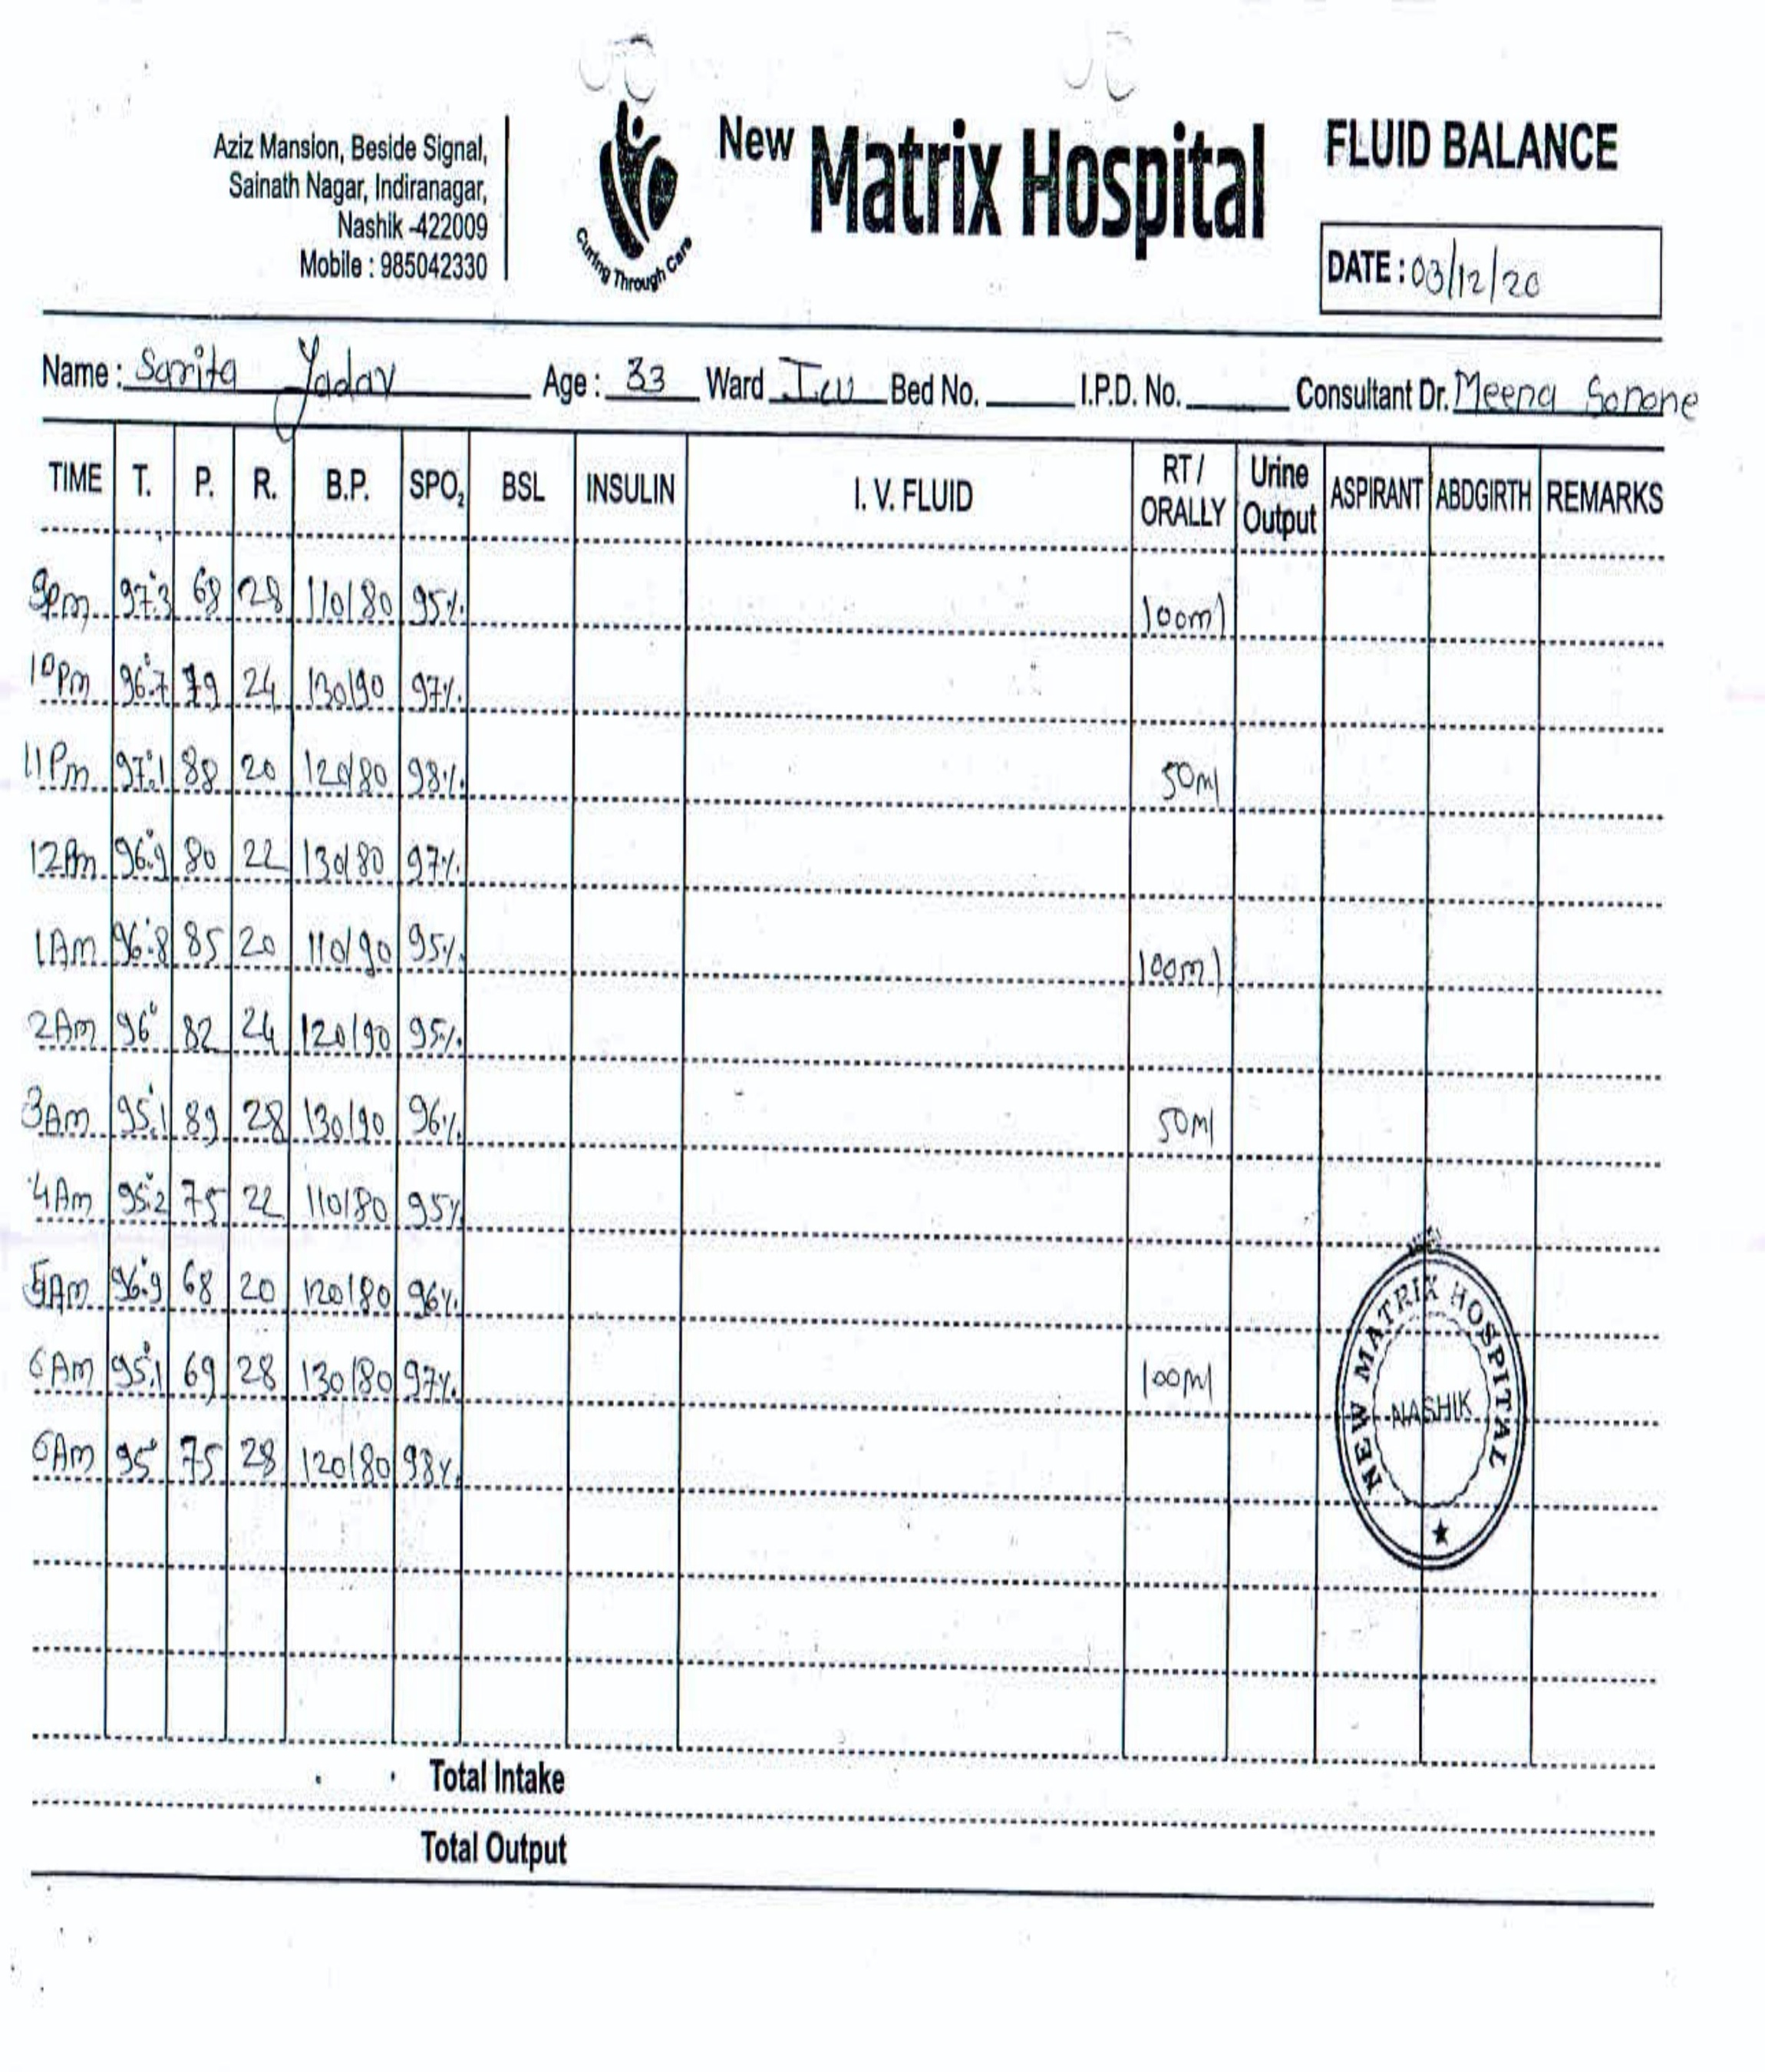 Aziz Mansion, Beside Signal,
Sainath Nagar, Indiranagar,
Nashik -422009
Mobile : 985042330
Curing Through Care
New Matrix Hospital
FLUID BALANCE
DATE : 03/12/20
Name : Sarita Yadav Age : 33 Ward Icu Bed No. I.P.D. No. Consultant Dr. Meena Sonone
TIME T. P. R. B.P. SPO₂ BSL INSULIN I. V. FLUID RT / ORALLY Urine Output ASPIRANT ABDGIRTH REMARKS
9pm 97°.3 68 28 110/80 95% 100ml
10Pm 96°.7 79 24 130/90 97%
11Pm 97°.1 88 20 120/80 98% 50ml
12Am 96°.9 80 22 130/80 97%
1Am 96°.8 85 20 110/90 95% 100ml
2Am 96° 82 24 120/90 95%
3Am 95°.1 89 28 130/90 96% 50ml
4Am 95°.2 75 22 110/80 95%
5Am 96°.9 68 20 120/80 96%
6Am 95°.1 69 28 130/80 97% 100ml
6Am 95° 75 28 120/80 98%
NEW MATRIX HOSPITAL
NASHIK
Total Intake
Total Output